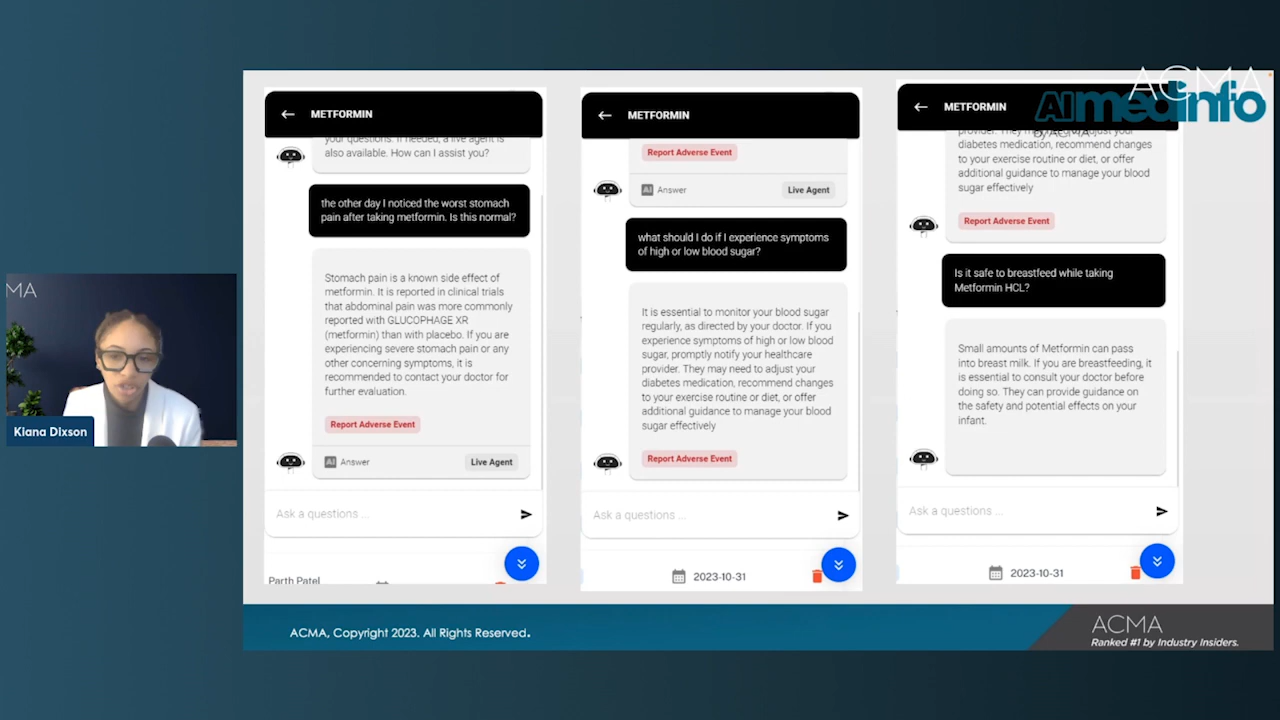 ACMA
AImedinfo
By ACMA
METFORMIN
your questions. If needed, a live agent is
also available. How can I assist you?
the other day I noticed the worst stomach
pain after taking metformin. Is this normal?
Stomach pain is a known side effect of
metformin. It is reported in clinical trials
that abdominal pain was more commonly
reported with GLUCOPHAGE XR
(metformin) than with placebo. If you are
experiencing severe stomach pain or any
other concerning symptoms, it is
recommended to contact your doctor for
further evaluation.
Report Adverse Event
AI Answer
Live Agent
Ask a questions ...
Parth Patel
METFORMIN
Report Adverse Event
AI Answer
Live Agent
what should I do if I experience symptoms
of high or low blood sugar?
It is essential to monitor your blood sugar
regularly, as directed by your doctor. If you
experience symptoms of high or low blood
sugar, promptly notify your healthcare
provider. They may need to adjust your
diabetes medication, recommend changes
to your exercise routine or diet, or offer
additional guidance to manage your blood
sugar effectively
Report Adverse Event
Ask a questions ...
2023-10-31
METFORMIN
provider. They may need to adjust your
diabetes medication, recommend changes
to your exercise routine or diet, or offer
additional guidance to manage your blood
sugar effectively
Report Adverse Event
Is it safe to breastfeed while taking
Metformin HCL?
Small amounts of Metformin can pass
into breast milk. If you are breastfeeding, it
is essential to consult your doctor before
doing so. They can provide guidance on
the safety and potential effects on your
infant.
Ask a questions ...
2023-10-31
MA
Kiana Dixson
ACMA, Copyright 2023. All Rights Reserved.
ACMA
Ranked #1 by Industry Insiders.